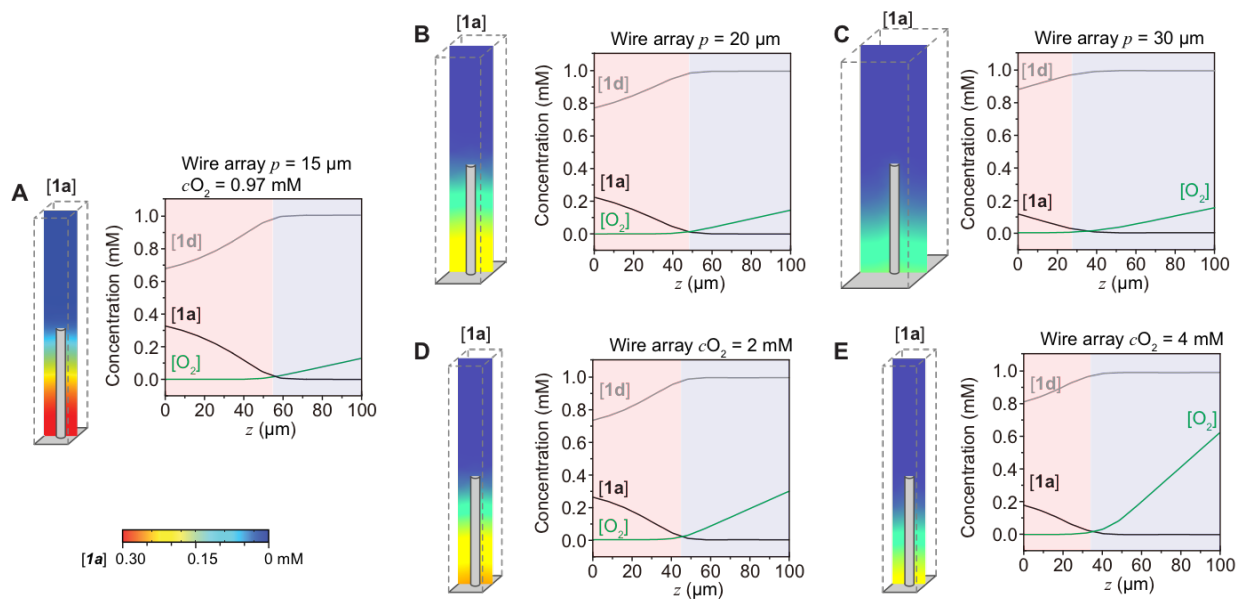 A
[1a]
Wire array p = 15 µm
cO₂ = 0.97 mM
Concentration (mM)
1.0
0.8
0.6
0.4
0.2
0.0
[1d]
[1a]
[O₂]
0 20 40 60 80 100
z (µm)
[1a] 0.30 0.15 0 mM
B
[1a]
Wire array p = 20 µm
Concentration (mM)
1.0
0.8
0.6
0.4
0.2
0.0
[1d]
[1a]
[O₂]
0 20 40 60 80 100
z (µm)
C
[1a]
Wire array p = 30 µm
Concentration (mM)
1.0
0.8
0.6
0.4
0.2
0.0
[1d]
[1a]
[O₂]
0 20 40 60 80 100
z (µm)
D
[1a]
Wire array cO₂ = 2 mM
Concentration (mM)
1.0
0.8
0.6
0.4
0.2
0.0
[1d]
[1a]
[O₂]
0 20 40 60 80 100
z (µm)
E
[1a]
Wire array cO₂ = 4 mM
Concentration (mM)
1.0
0.8
0.6
0.4
0.2
0.0
[1d]
[1a]
[O₂]
0 20 40 60 80 100
z (µm)